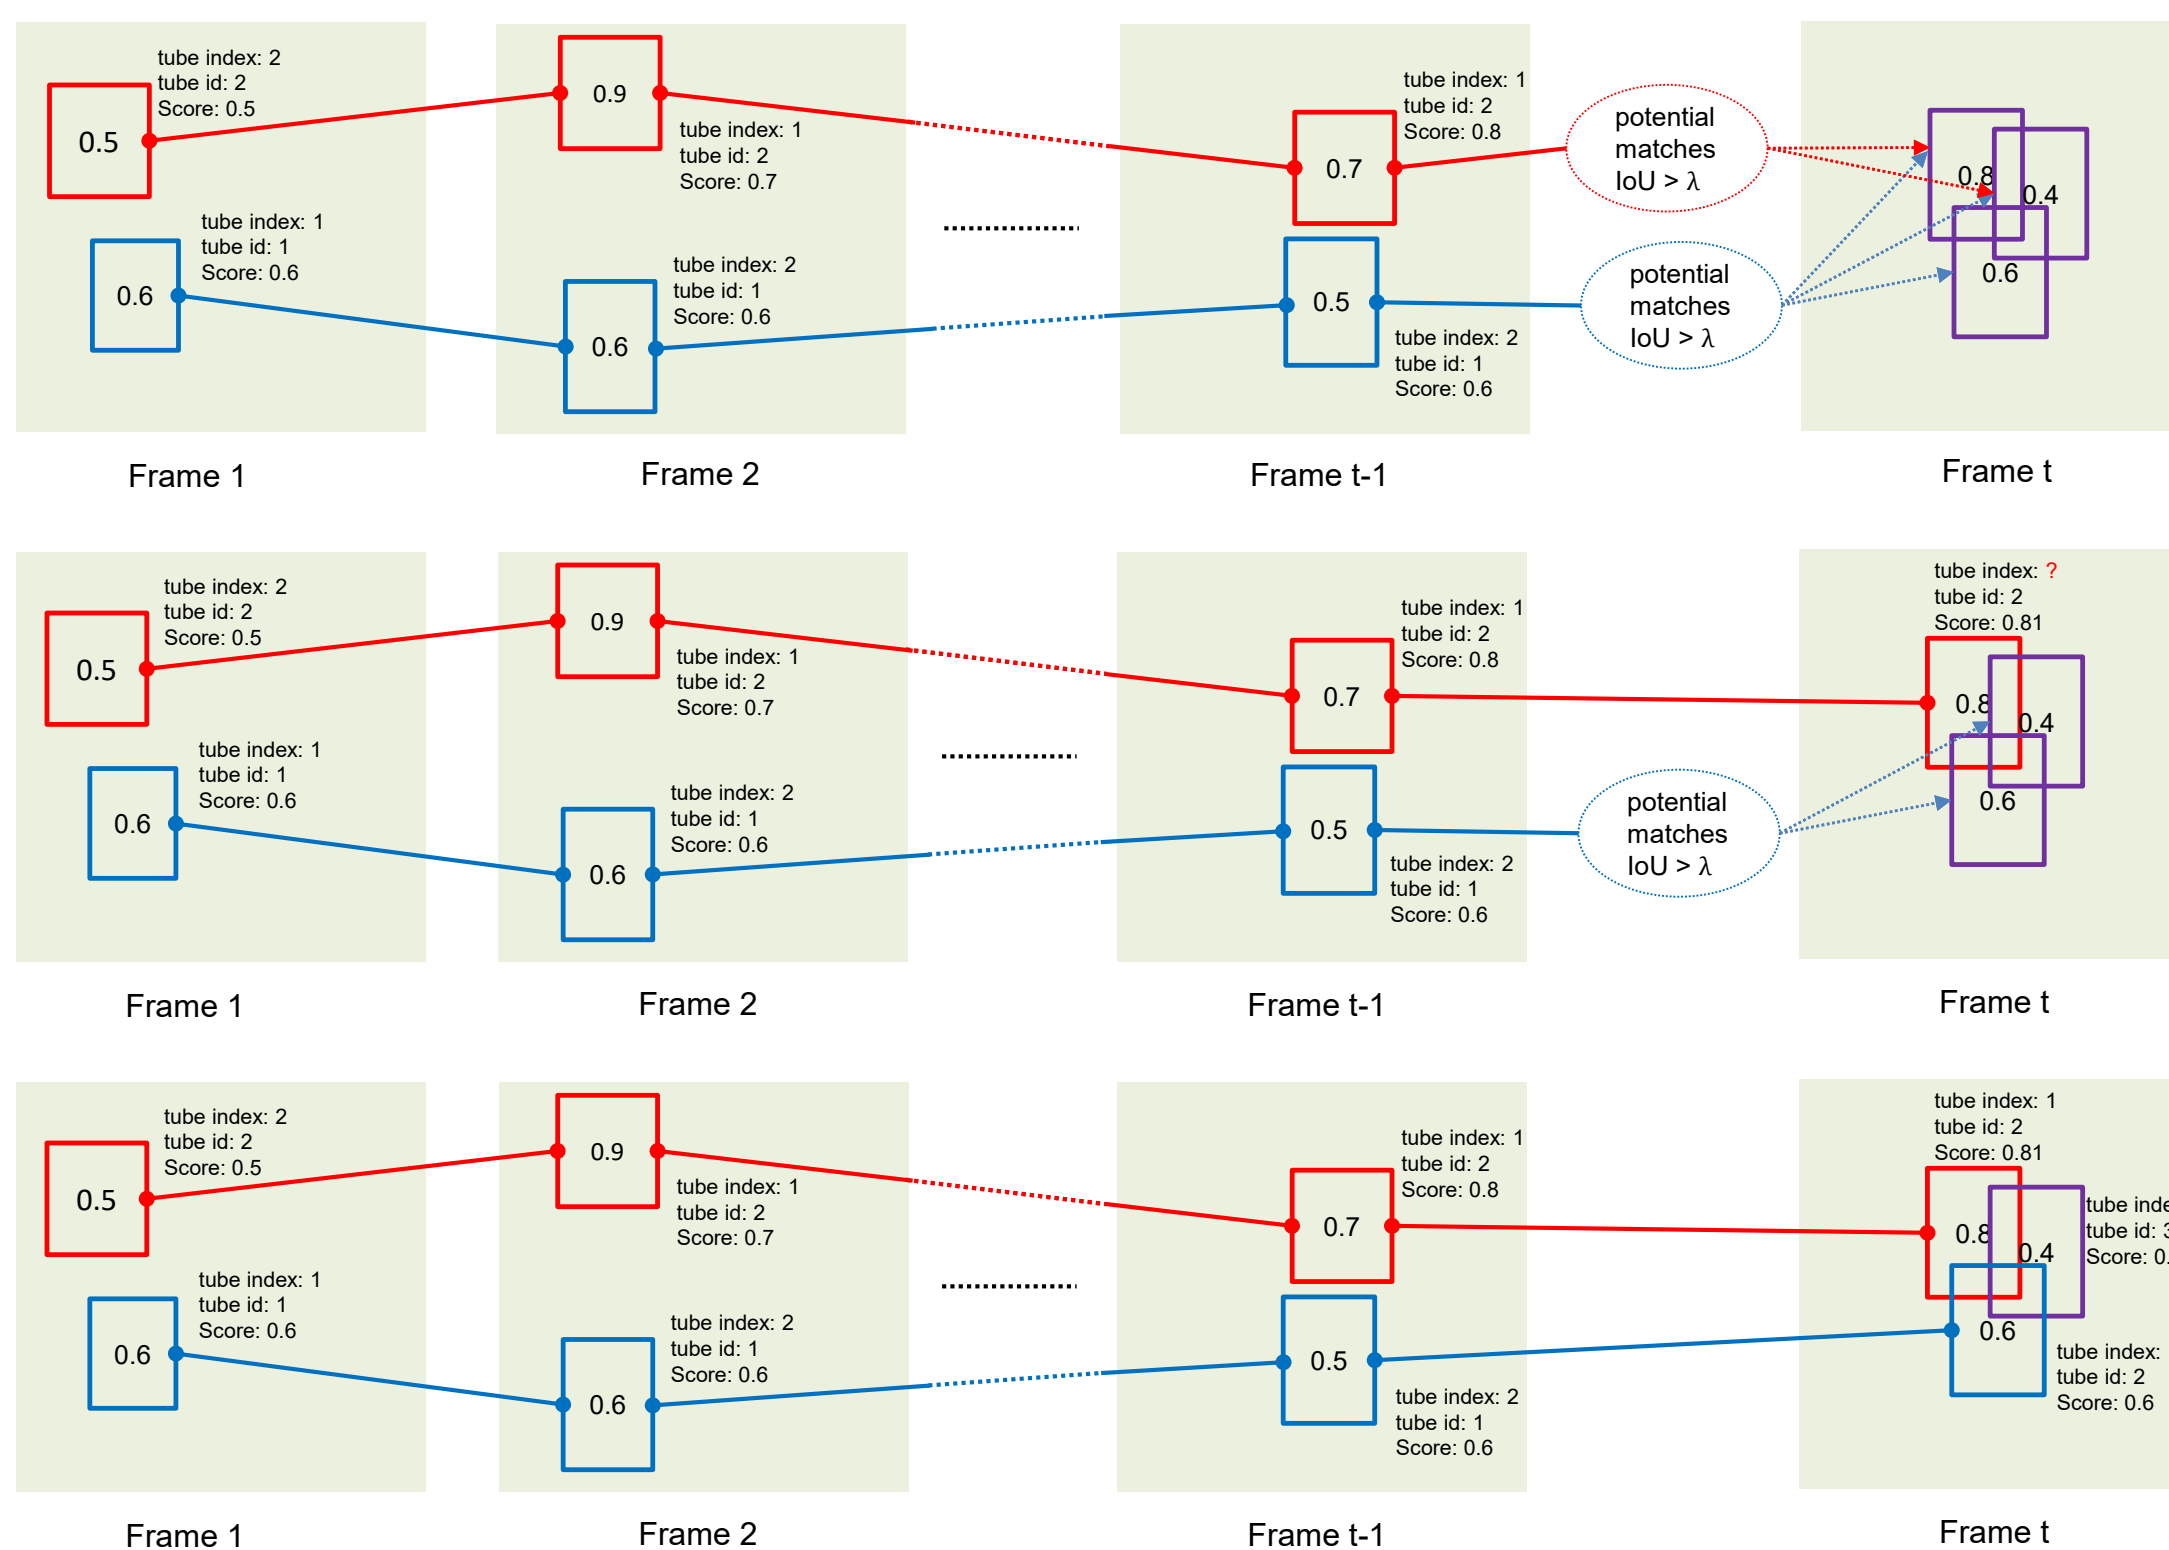 tube index: 2
tube id: 2
Score: 0.5
0.5
tube index: 1
tube id: 1
Score: 0.6
0.6
0.9
tube index: 1
tube id: 2
Score: 0.7
tube index: 2
tube id: 1
Score: 0.6
0.6
tube index: 1
tube id: 2
Score: 0.8
0.7
0.5
tube index: 2
tube id: 1
Score: 0.6
potential
matches
IoU > λ
potential
matches
IoU > λ
0.8
0.4
0.6
Frame 1
Frame 2
Frame t-1
Frame t
tube index: 2
tube id: 2
Score: 0.5
0.5
tube index: 1
tube id: 1
Score: 0.6
0.6
0.9
tube index: 1
tube id: 2
Score: 0.7
tube index: 2
tube id: 1
Score: 0.6
0.6
tube index: 1
tube id: 2
Score: 0.8
0.7
0.5
tube index: 2
tube id: 1
Score: 0.6
potential
matches
IoU > λ
tube index: ?
tube id: 2
Score: 0.81
0.8
0.4
0.6
Frame 1
Frame 2
Frame t-1
Frame t
tube index: 2
tube id: 2
Score: 0.5
0.5
tube index: 1
tube id: 1
Score: 0.6
0.6
0.9
tube index: 1
tube id: 2
Score: 0.7
tube index: 2
tube id: 1
Score: 0.6
0.6
tube index: 1
tube id: 2
Score: 0.8
0.7
0.5
tube index: 2
tube id: 1
Score: 0.6
tube index: 1
tube id: 2
Score: 0.81
0.8
0.4
tube
tube id: 3
Score:
0.6
tube index:
tube id: 2
Score: 0.6
Frame 1
Frame 2
Frame t-1
Frame t